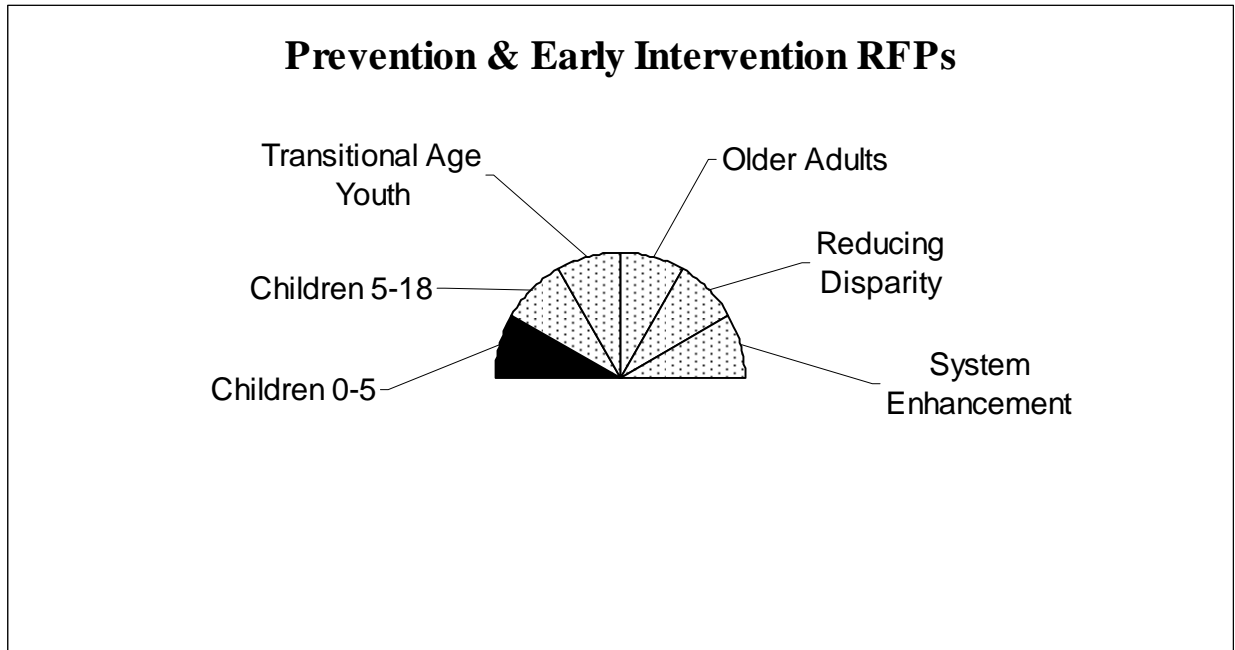 Prevention & Early Intervention RFPs
Transitional Age
Youth
Older Adults
Children 5-18
Reducing
Disparity
Children 0-5
System
Enhancement